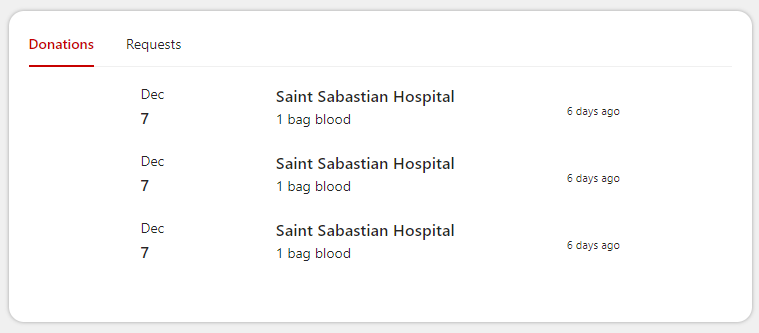 Donations Requests
Dec
7
Saint Sabastian Hospital
1 bag blood
6 days ago
Dec
7
Saint Sabastian Hospital
1 bag blood
6 days ago
Dec
7
Saint Sabastian Hospital
1 bag blood
6 days ago